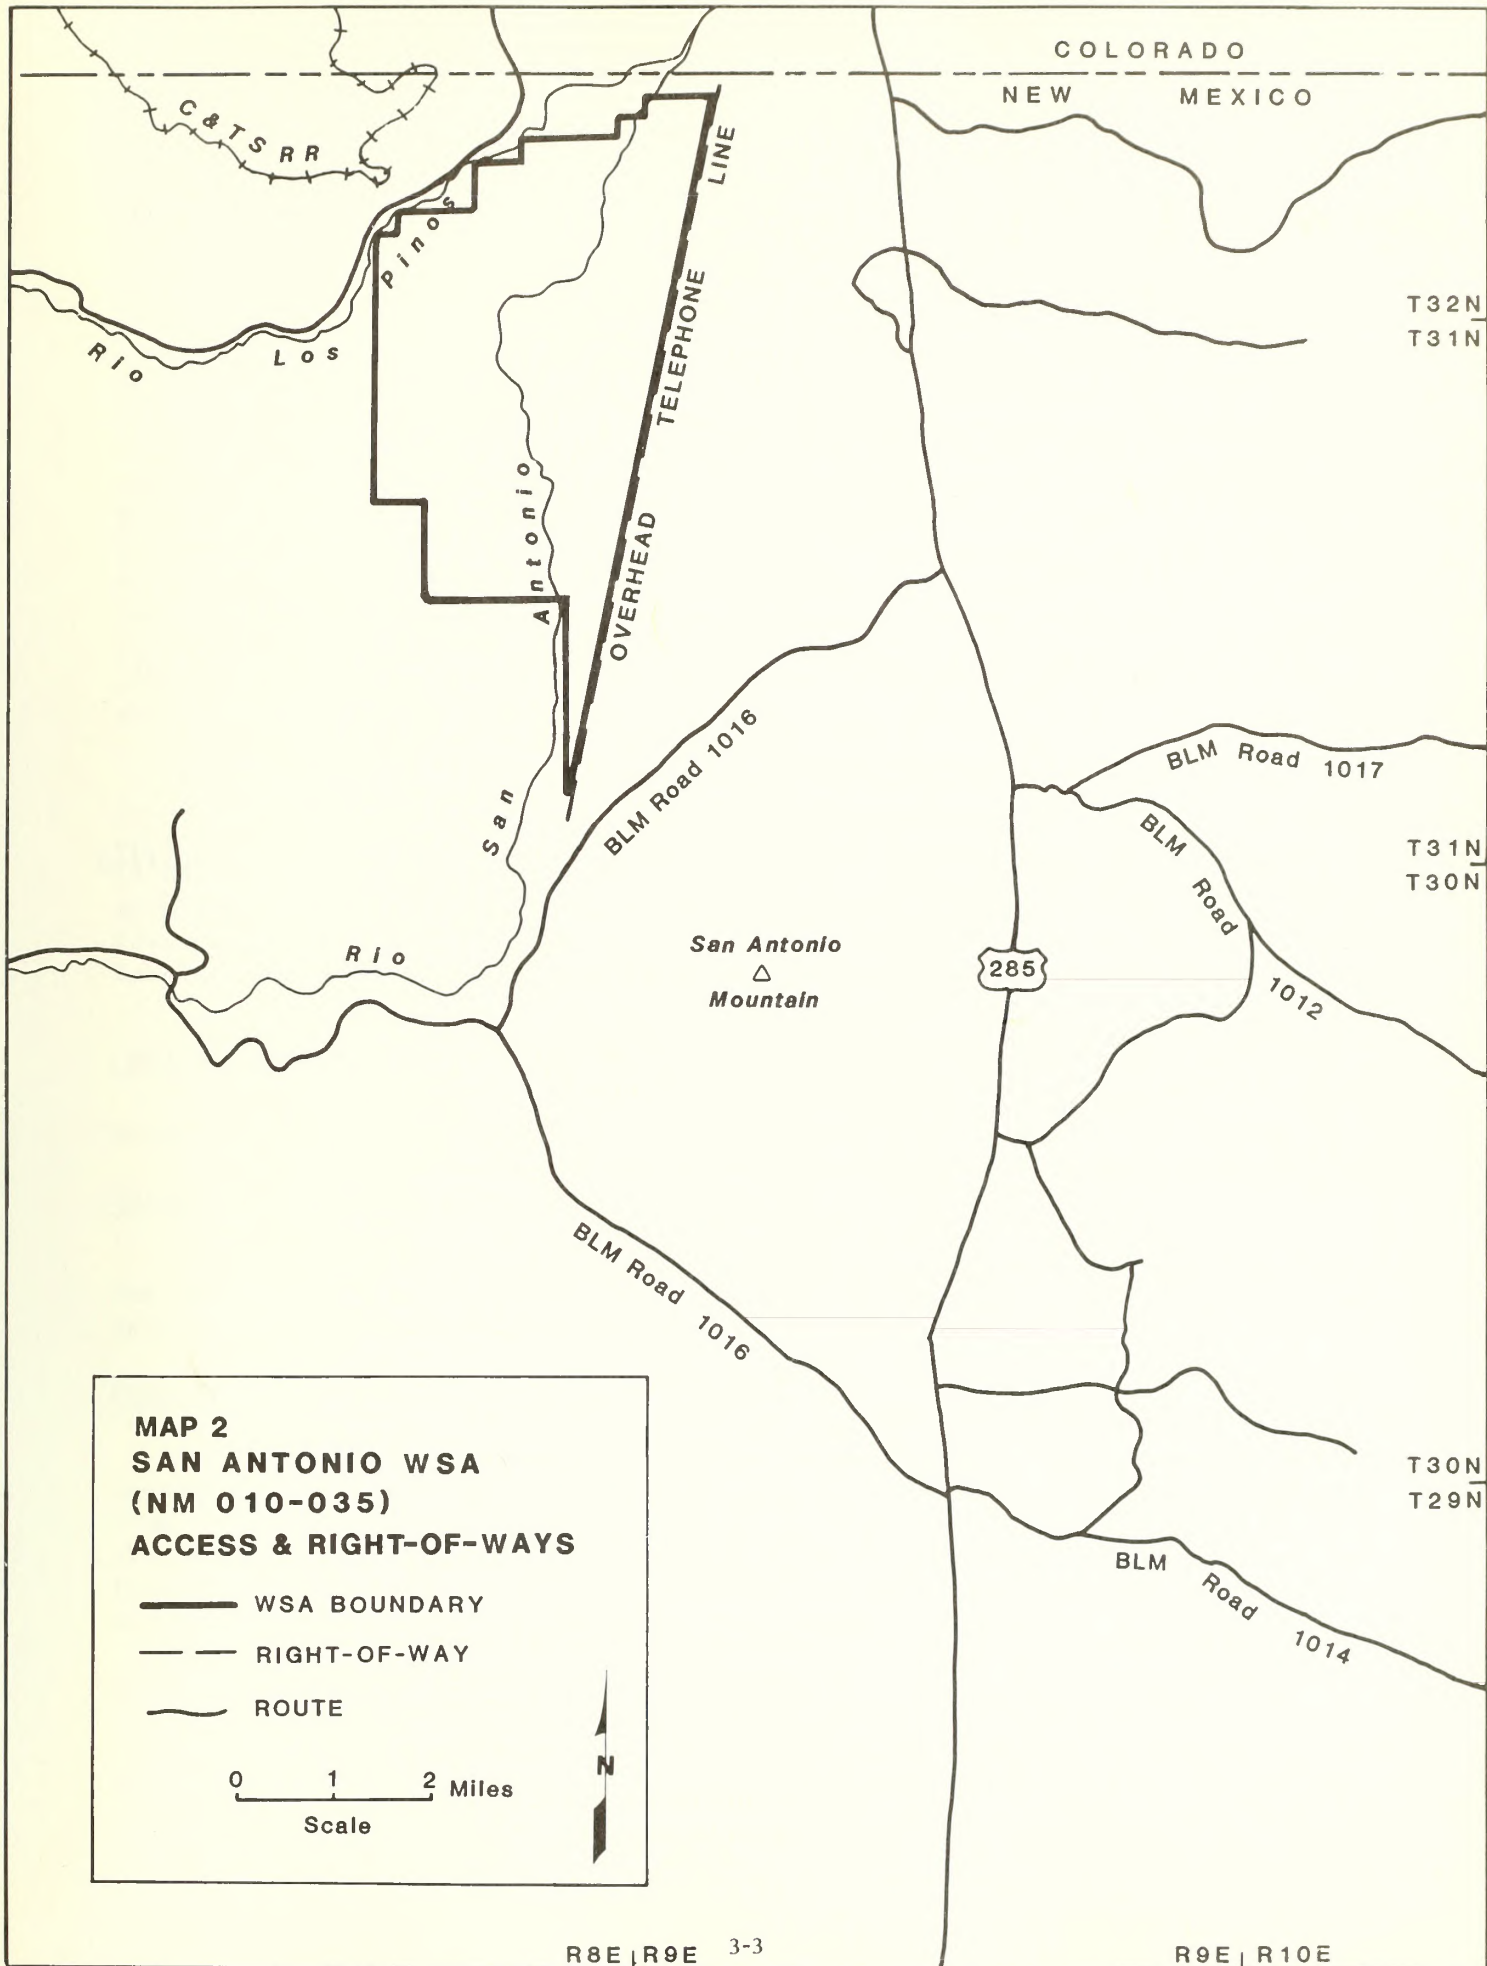 COLORADO
NEW MEXICO
C & T S RR
Rio Los Pinos
OVERHEAD TELEPHONE LINE
T32N
T31N
Rio San Antonio
BLM Road 1016
BLM Road 1017
BLM Road 1012
T31N
T30N
San Antonio
Mountain
285
BLM Road 1016
T30N
T29N
BLM Road 1014
MAP 2
SAN ANTONIO WSA
(NM 010-035)
ACCESS & RIGHT-OF-WAYS
WSA BOUNDARY
RIGHT-OF-WAY
ROUTE
0 1 2 Miles
Scale
N
R8E R9E
3-3
R9E R10E